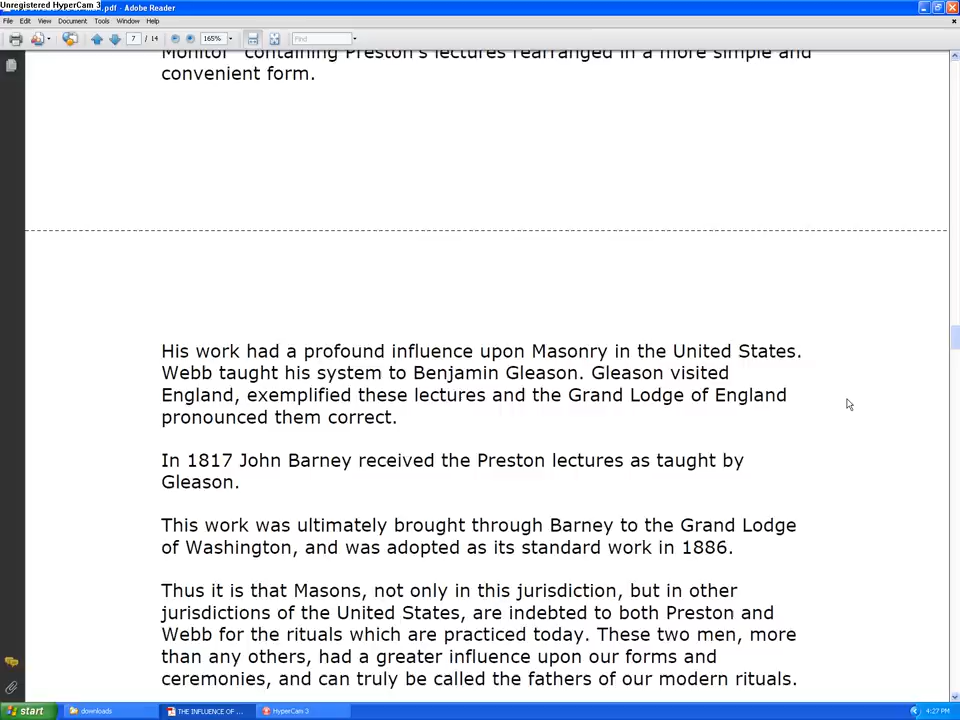 Unregistered HyperCam 3
.pdf - Adobe Reader
File Edit View Document Tools Window Help
7 / 14 165% Find
Monitor" containing Preston's lectures rearranged in a more simple and
convenient form.
His work had a profound influence upon Masonry in the United States.
Webb taught his system to Benjamin Gleason. Gleason visited
England, exemplified these lectures and the Grand Lodge of England
pronounced them correct.
In 1817 John Barney received the Preston lectures as taught by
Gleason.
This work was ultimately brought through Barney to the Grand Lodge
of Washington, and was adopted as its standard work in 1886.
Thus it is that Masons, not only in this jurisdiction, but in other
jurisdictions of the United States, are indebted to both Preston and
Webb for the rituals which are practiced today. These two men, more
than any others, had a greater influence upon our forms and
ceremonies, and can truly be called the fathers of our modern rituals.
start downloads THE INFLUENCE OF ... HyperCam 3 4:27 PM